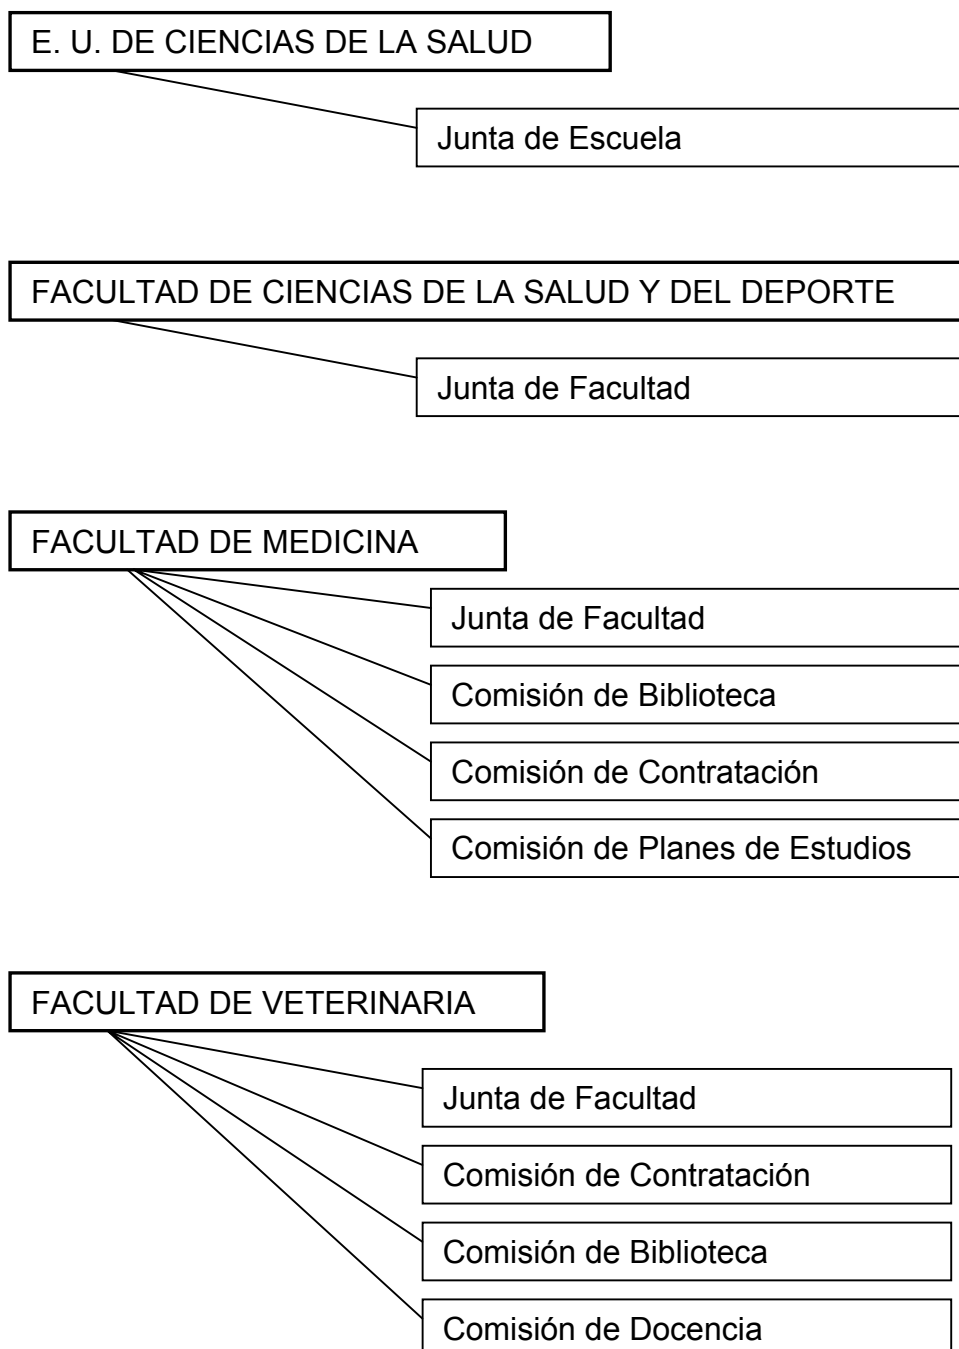 E. U. DE CIENCIAS DE LA SALUD
Junta de Escuela
FACULTAD DE CIENCIAS DE LA SALUD Y DEL DEPORTE
Junta de Facultad
FACULTAD DE MEDICINA
Junta de Facultad
Comisión de Biblioteca
Comisión de Contratación
Comisión de Planes de Estudios
FACULTAD DE VETERINARIA
Junta de Facultad
Comisión de Contratación
Comisión de Biblioteca
Comisión de Docencia